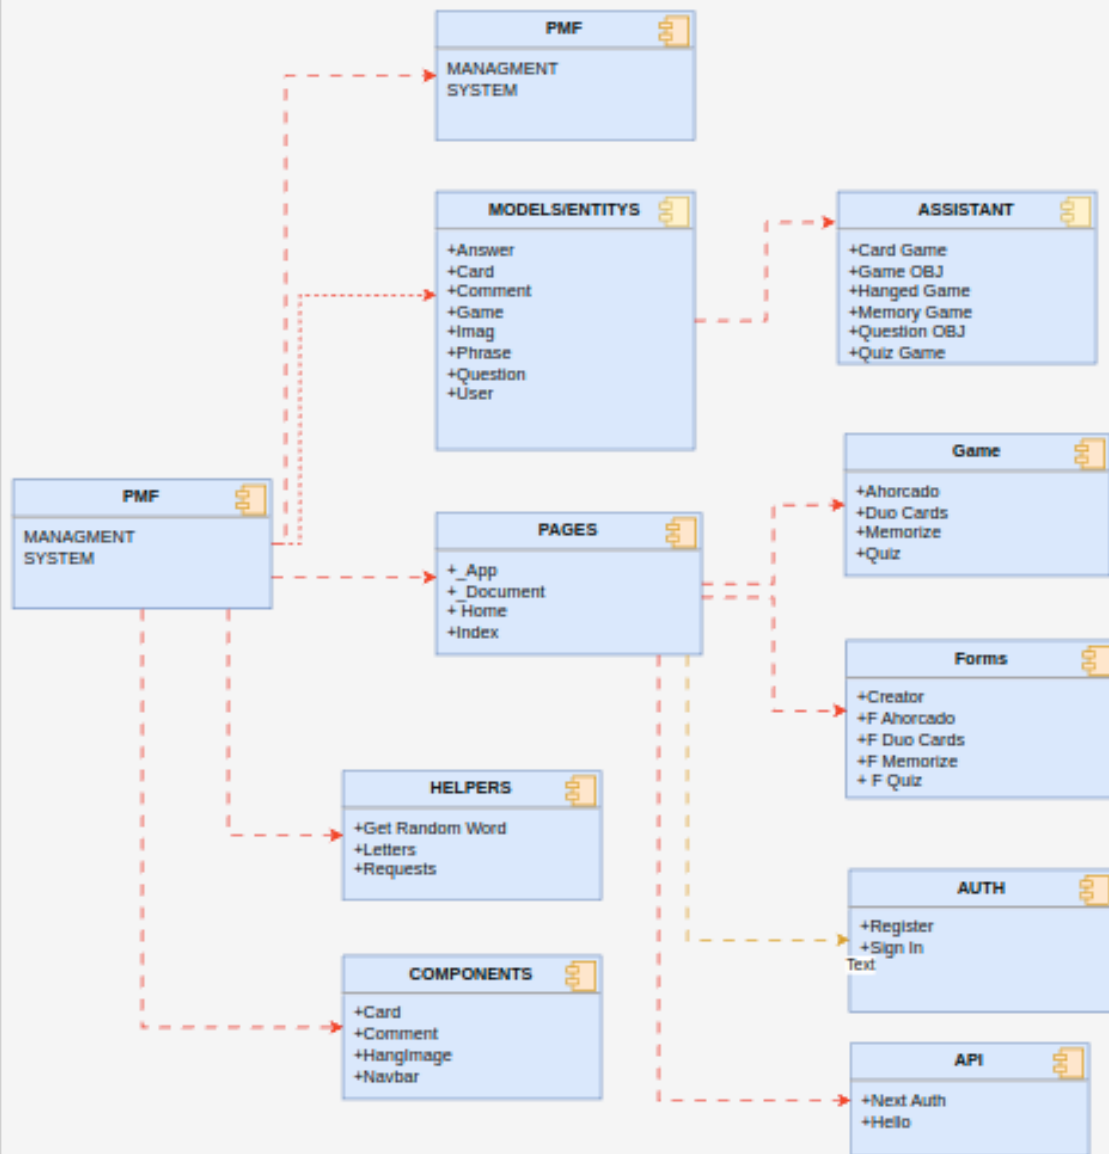 PMF
MANAGMENT
SYSTEM
MODELS/ENTITYS
+Answer
+Card
+Comment
+Game
+Imag
+Phrase
+Question
+User
ASSISTANT
+Card Game
+Game OBJ
+Hanged Game
+Memory Game
+Question OBJ
+Quiz Game
Game
+Ahorcado
+Duo Cards
+Memorize
+Quiz
PMF
MANAGMENT
SYSTEM
PAGES
+_App
+_Document
+ Home
+Index
Forms
+Creator
+F Ahorcado
+F Duo Cards
+F Memorize
+ F Quiz
HELPERS
+Get Random Word
+Letters
+Requests
AUTH
+Register
+Sign In
Text
COMPONENTS
+Card
+Comment
+HangImage
+Navbar
API
+Next Auth
+Hello